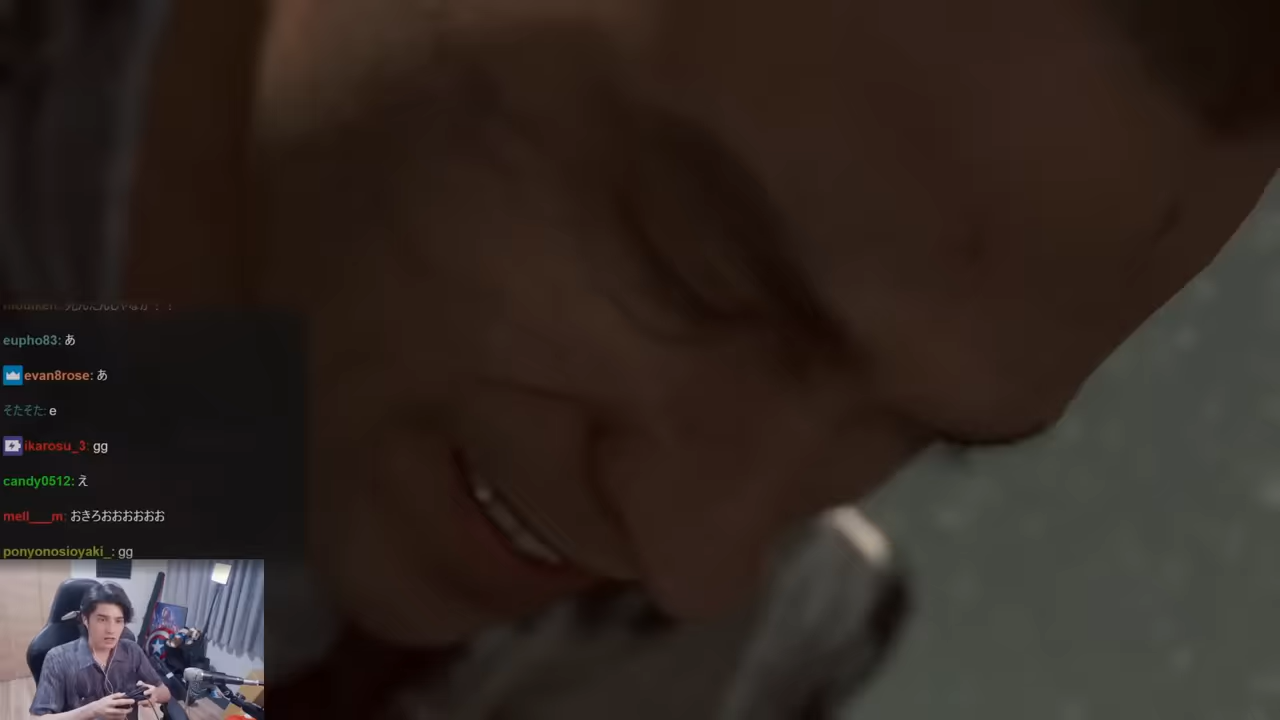 eupho83: あ
evan8rose: あ
そたそた: e
ikarosu_3: gg
candy0512: え
mell___m: おきろおおおおおお
ponyonosioyaki_: gg